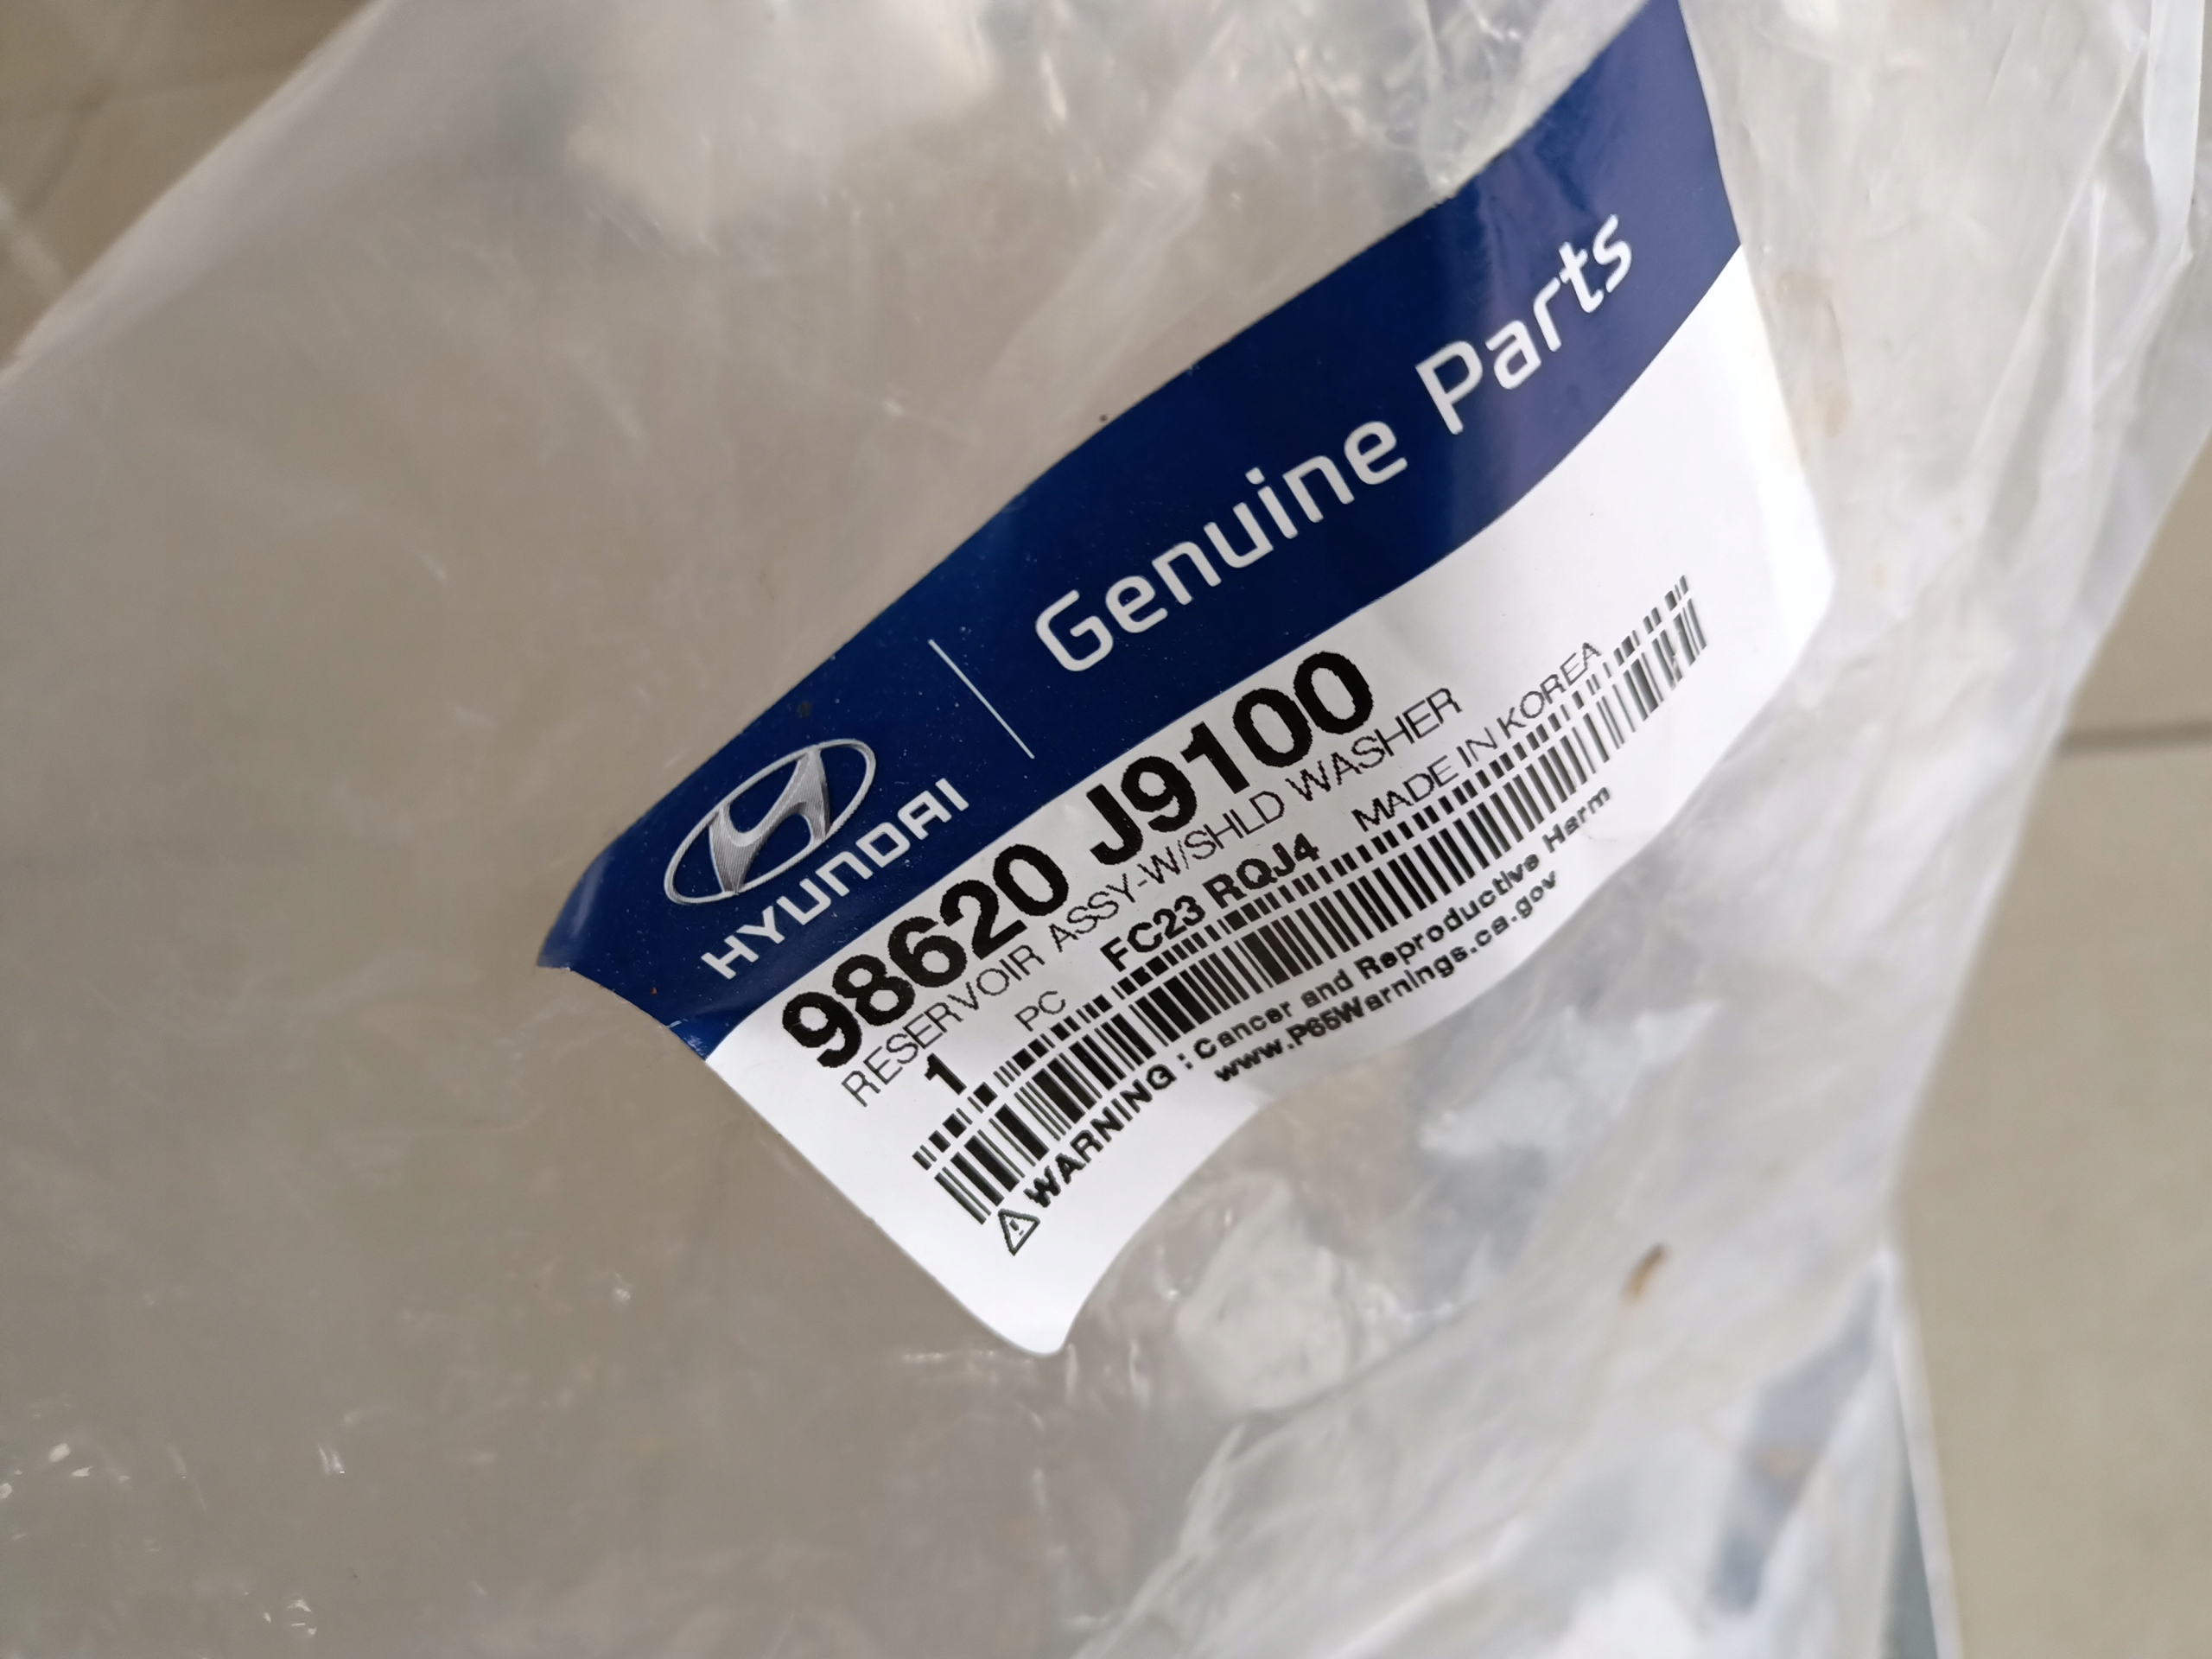 HYUNDAI | Genuine Parts
98620 J9100
RESERVOIR ASSY-W/SHLD WASHER
1 PC FC23 RQJ4 MADE IN KOREA
⚠ WARNING : Cancer and Reproductive Harm
www.P65Warnings.ca.gov